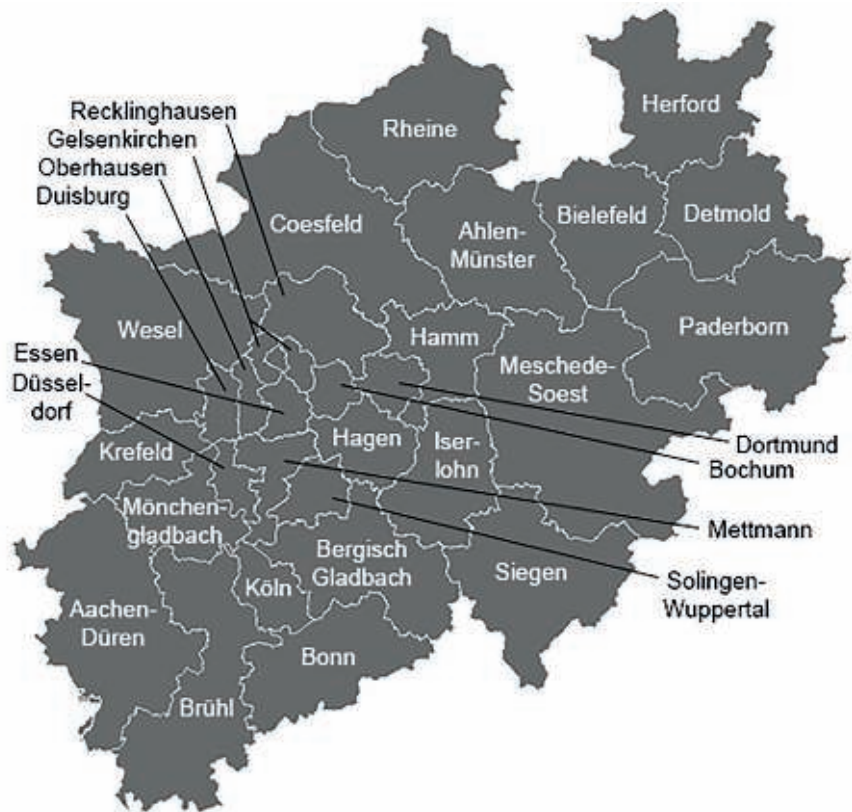 Recklinghausen
Gelsenkirchen
Oberhausen
Duisburg
Rheine
Herford
Coesfeld
Ahlen-
Münster
Bielefeld
Detmold
Wesel
Hamm
Paderborn
Essen
Düssel-
dorf
Meschede-
Soest
Krefeld
Hagen
Iser-
lohn
Dortmund
Bochum
Mönchen-
gladbach
Mettmann
Bergisch
Gladbach
Siegen
Köln
Solingen-
Wuppertal
Aachen-
Düren
Bonn
Brühl